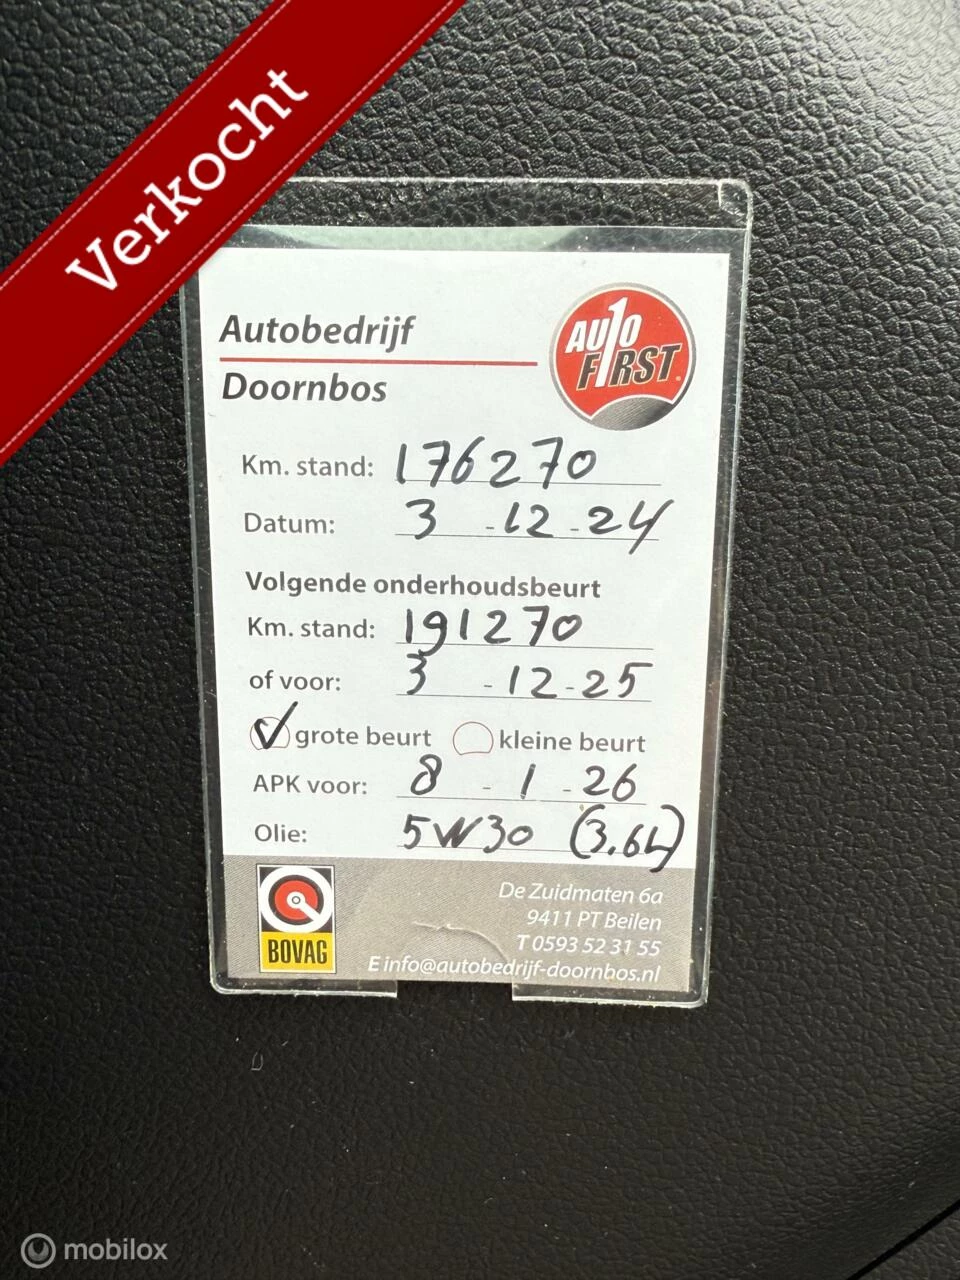 Verkocht
Autobedrijf
Doornbos
AUTO
F1RST
Km. stand: 176270
Datum: 3 - 12 - 24
Volgende onderhoudsbeurt
Km. stand: 191270
of voor: 3 - 12 - 25
grote beurt kleine beurt
APK voor: 8 - 1 - 26
Olie: 5W30 (3.6L)
De Zuidmaten 6a
9411 PT Beilen
T 0593 52 31 55
E info@autobedrijf-doornbos.nl
BOVAG
mobilox